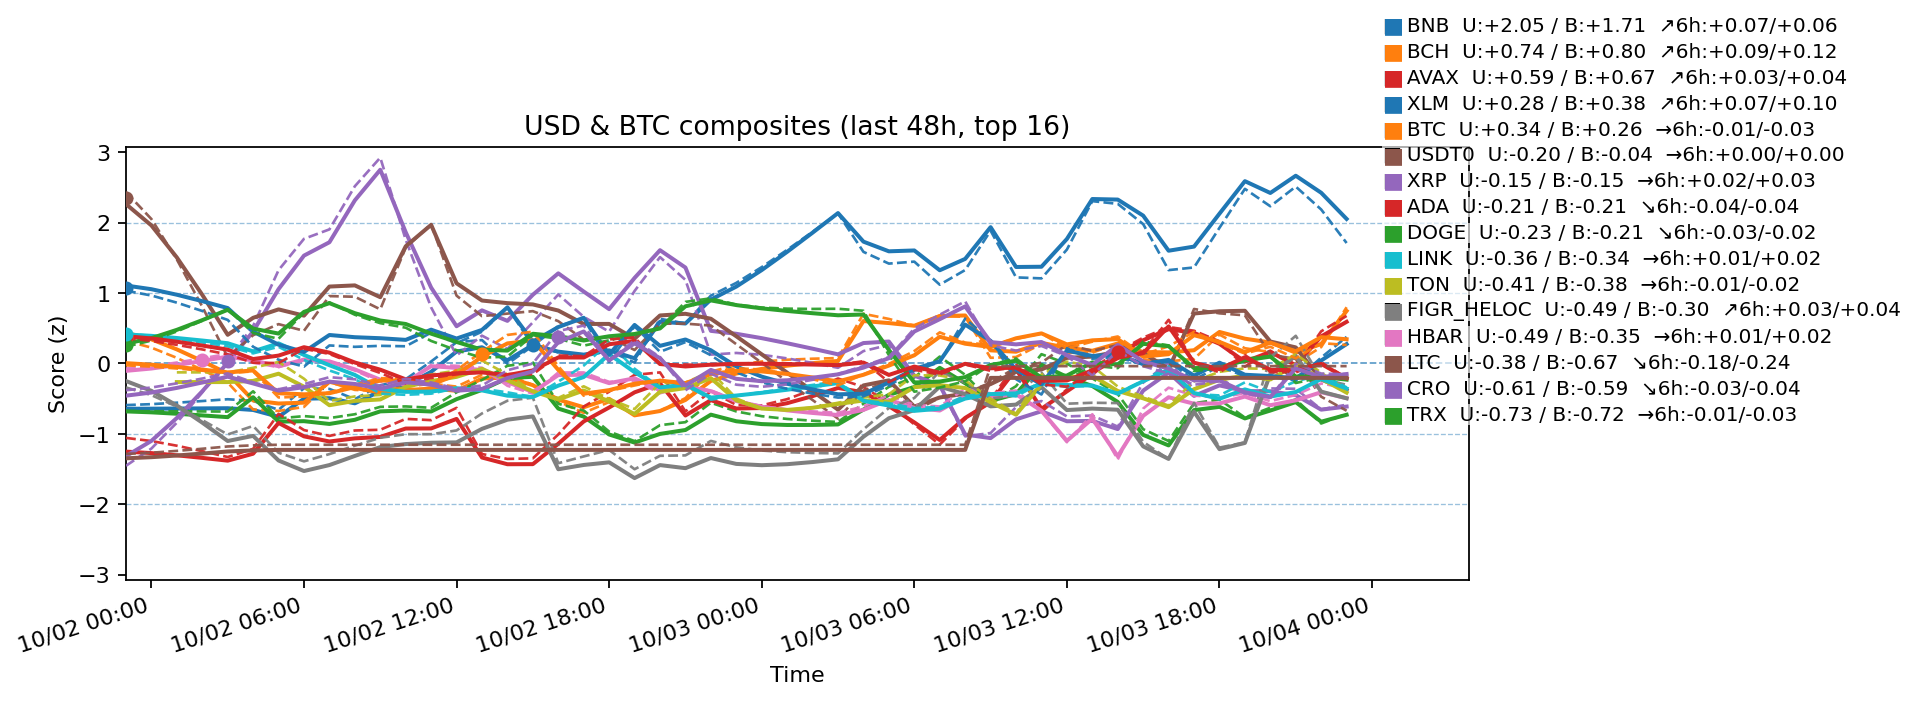 BNB  U:+2.05 / B:+1.71  ↗6h:+0.07/+0.06
BCH  U:+0.74 / B:+0.80  ↗6h:+0.09/+0.12
AVAX  U:+0.59 / B:+0.67  ↗6h:+0.03/+0.04
XLM  U:+0.28 / B:+0.38  ↗6h:+0.07/+0.10
BTC  U:+0.34 / B:+0.26  →6h:-0.01/-0.03
USDT0  U:-0.20 / B:-0.04  →6h:+0.00/+0.00
XRP  U:-0.15 / B:-0.15  →6h:+0.02/+0.03
ADA  U:-0.21 / B:-0.21  ↘6h:-0.04/-0.04
DOGE  U:-0.23 / B:-0.21  ↘6h:-0.03/-0.02
LINK  U:-0.36 / B:-0.34  →6h:+0.01/+0.02
TON  U:-0.41 / B:-0.38  →6h:-0.01/-0.02
FIGR_HELOC  U:-0.49 / B:-0.30  ↗6h:+0.03/+0.04
HBAR  U:-0.49 / B:-0.35  →6h:+0.01/+0.02
LTC  U:-0.38 / B:-0.67  ↘6h:-0.18/-0.24
CRO  U:-0.61 / B:-0.59  ↘6h:-0.03/-0.04
TRX  U:-0.73 / B:-0.72  →6h:-0.01/-0.03
USD & BTC composites (last 48h, top 16)
Score (z)
3
2
1
0
−1
−2
−3
10/02 00:00
10/02 06:00
10/02 12:00
10/02 18:00
10/03 00:00
10/03 06:00
10/03 12:00
10/03 18:00
10/04 00:00
Time